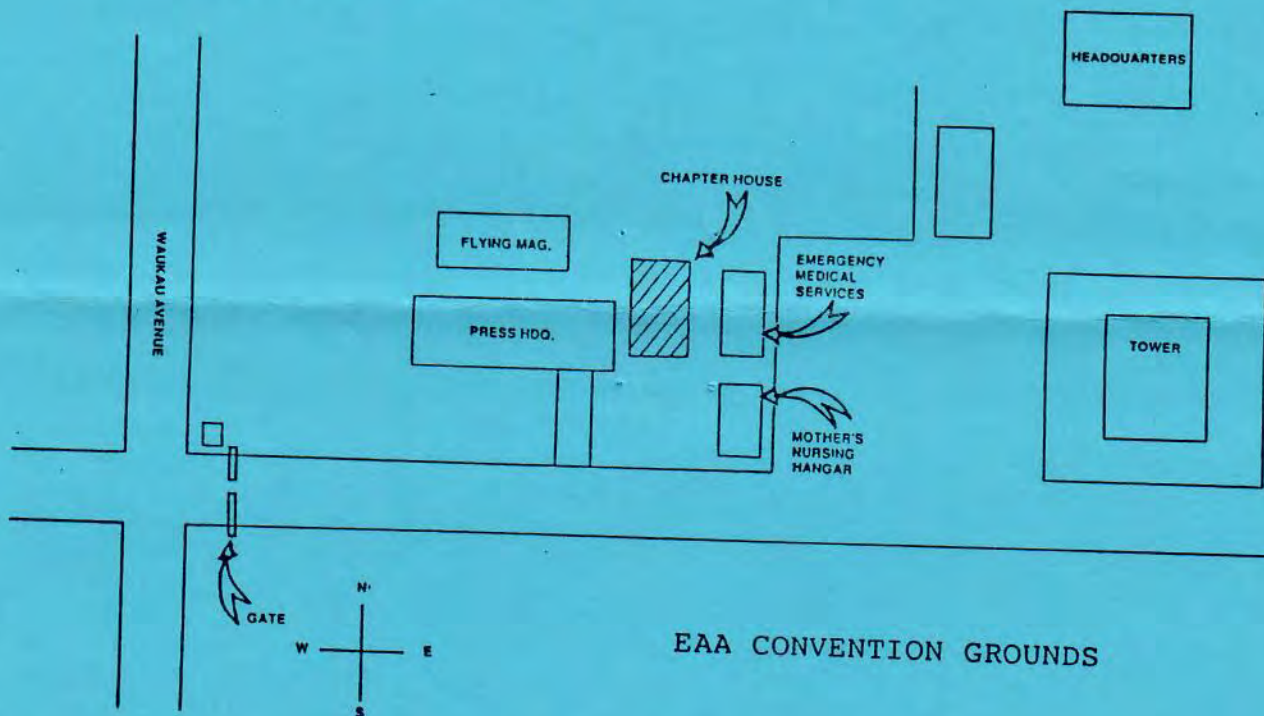 HEADQUARTERS
CHAPTER HOUSE
FLYING MAG.
WAUKAU AVENUE
EMERGENCY
MEDICAL
SERVICES
PRESS HDQ.
TOWER
MOTHER'S
NURSING
HANGAR
GATE
N
W
E
S
EAA CONVENTION GROUNDS